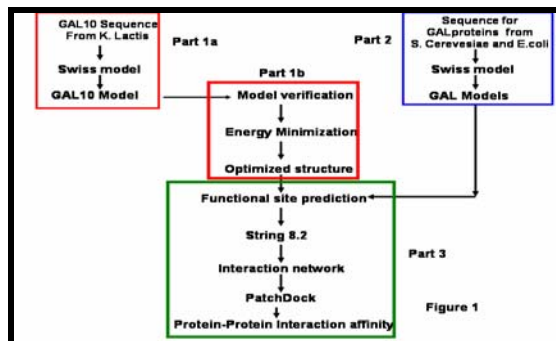 GAL10 Sequence
From K. Lactis
Swiss model
GAL10 Model
Part 1a
Part 1b
Model verification
Energy Minimization
Optimized structure
Part 2
Sequence for
GALproteins from
S. Cerevesiae and E.coli
Swiss model
GAL Models
Functional site prediction
String 8.2
Interaction network
PatchDock
Protein-Protein Interaction affinity
Part 3
Figure 1